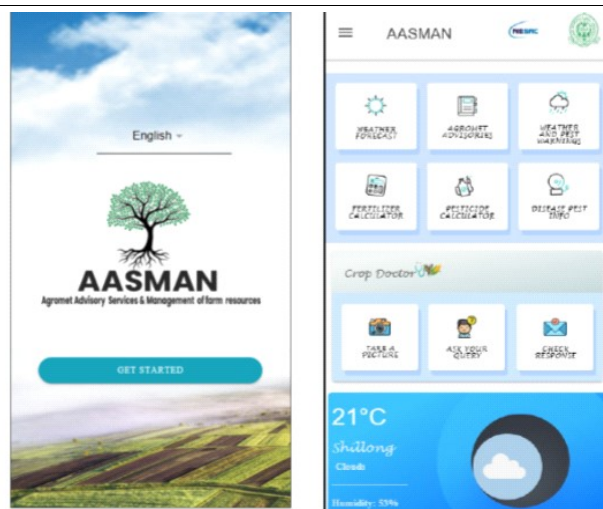 English
AASMAN
Agromet Advisory Services & Management of farm resources
GET STARTED
AASMAN
WEATHER
FORECAST
AGROMET
ADVISORIES
WEATHER
AND PEST
WARNINGS
FERTILIZER
CALCULATOR
PESTICIDE
CALCULATOR
DISEASE PEST
INFO
Crop Doctor
TAKE A
PICTURE
ASK YOUR
QUERY
CHECK
RESPONSE
21°C
Shillong
Clouds
Humidity: 53%